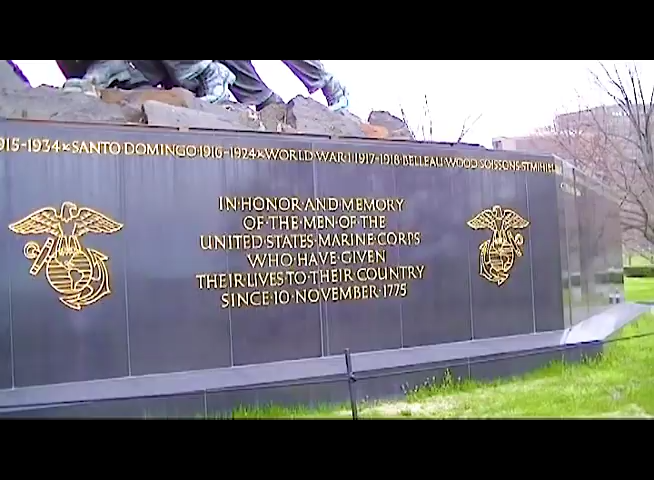 1915-1934★SANTO DOMINGO·1916-1924★WORLD WAR I·1917-1918·BELLEAU·WOOD·SOISSONS·ST.MIHIEL
IN·HONOR·AND·MEMORY
OF·THE·MEN·OF·THE
UNITED·STATES·MARINE·CORPS
WHO·HAVE·GIVEN
THEIR·LIVES·TO·THEIR·COUNTRY
SINCE·10·NOVEMBER·1775